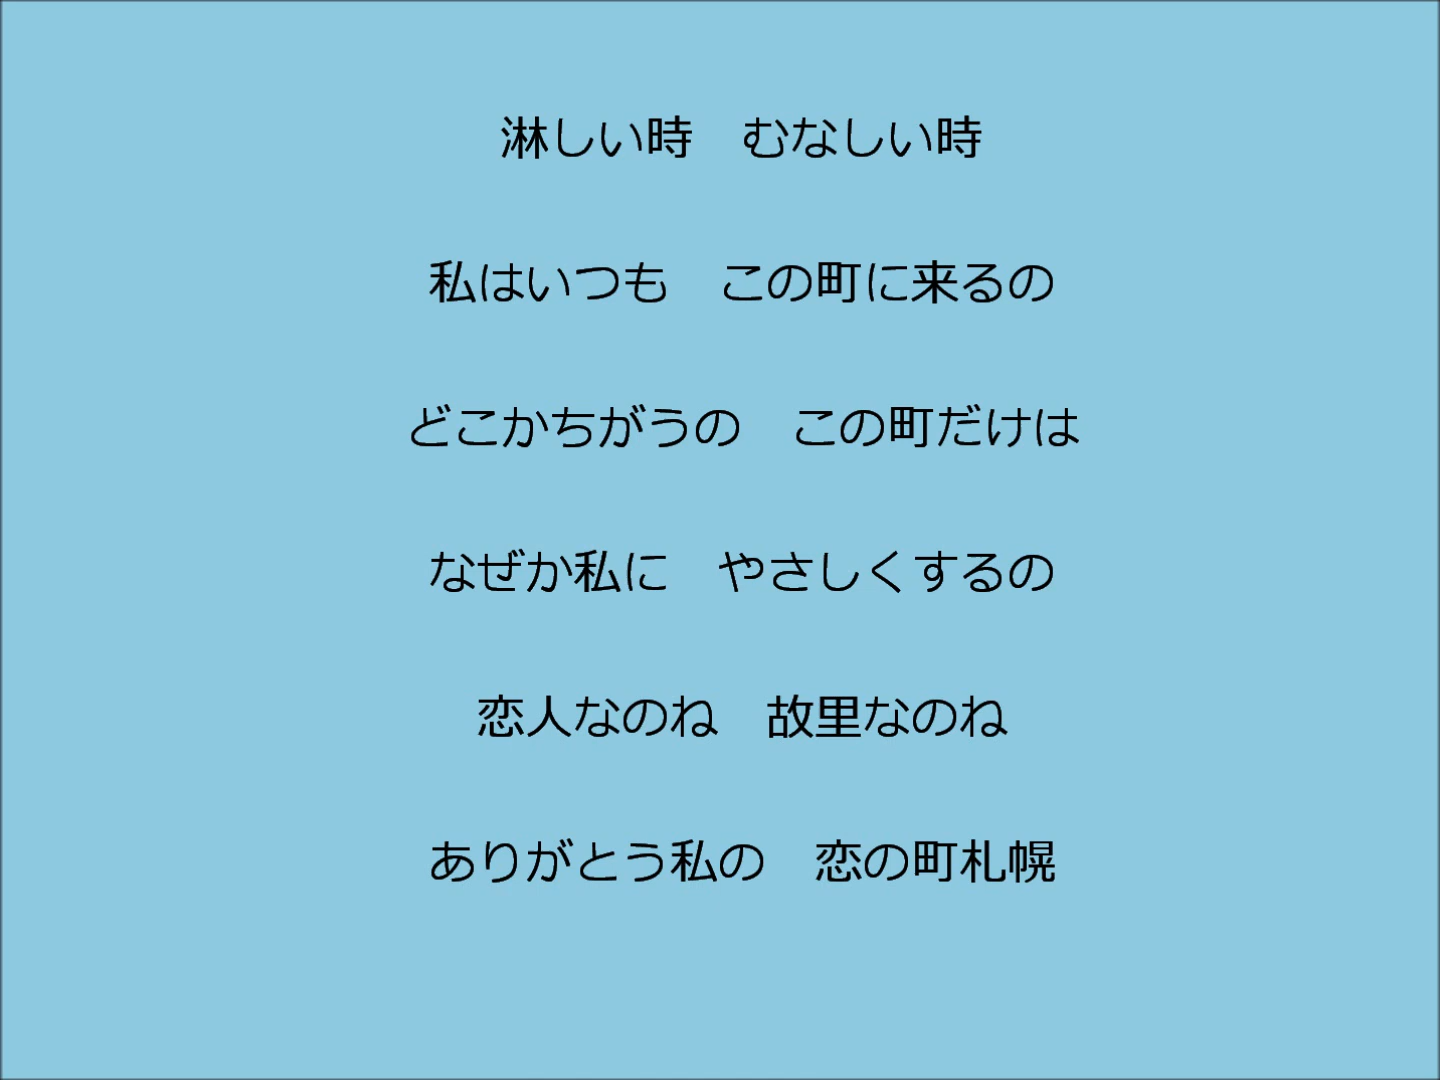 淋しい時　むなしい時
私はいつも　この町に来るの
どこかちがうの　この町だけは
なぜか私に　やさしくするの
恋人なのね　故里なのね
ありがとう私の　恋の町札幌